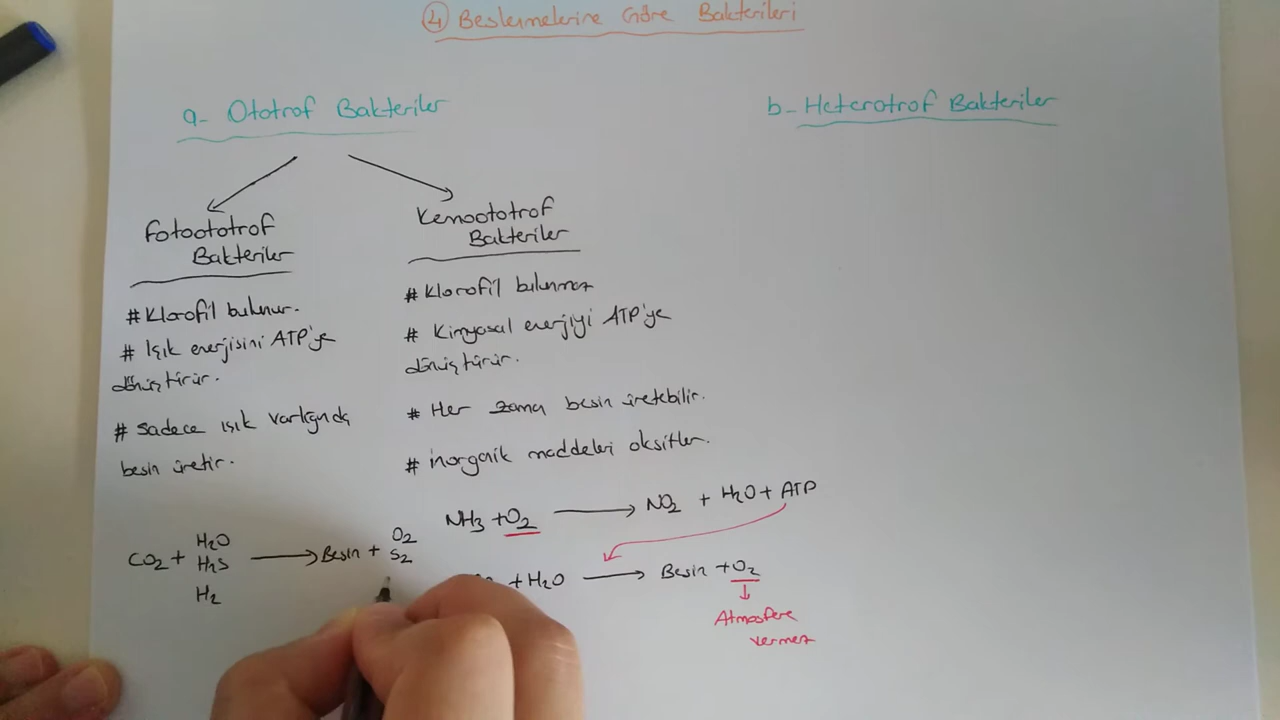 ④ Beslenmelerine Göre Bakterileri
a- Ototrof Bakteriler
Fotoototrof
Bakteriler
# Klorofil bulunur.
# Işık enerjisini ATP'ye
dönüştürür.
# Sadece ışık varlığında
besin üretir.
CO2 + H2O
H2S
H2
→ Besin + O2
S2
Kemoototrof
Bakteriler
# Klorofil bulunmaz
# Kimyasal enerjiyi ATP'ye
dönüştürür.
# Her zaman besin üretebilir.
# inorganik maddeleri oksitler.
NH3 + O2 → NO2 + H2O + ATP
+ H2O → Besin + O2
↓
Atmosfere
vermez
b- Heterotrof Bakteriler